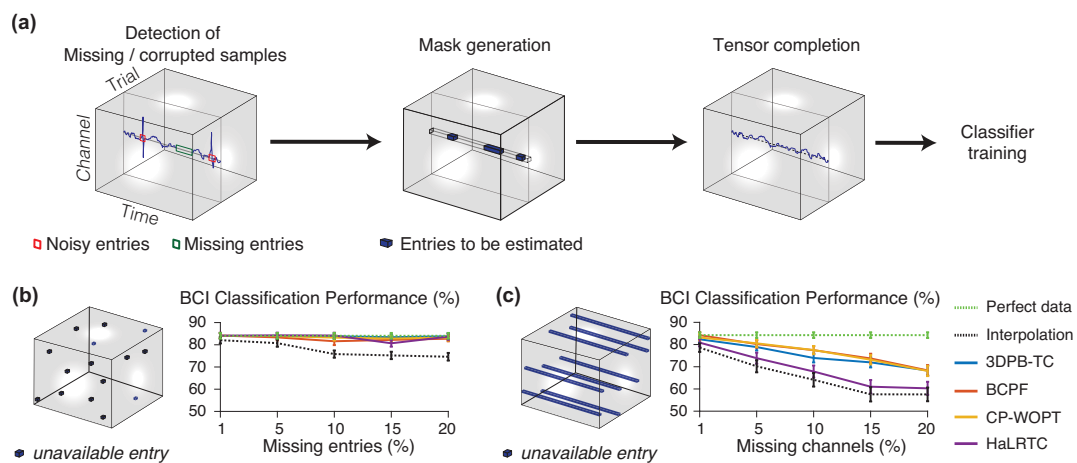 (a)
Detection of
Missing / corrupted samples
Mask generation
Tensor completion
Trial
Channel
Time
Classifier
training
Noisy entries
Missing entries
Entries to be estimated
(b)
BCI Classification Performance (%)
90
80
70
60
50
1
5
10
15
20
Missing entries (%)
unavailable entry
(c)
BCI Classification Performance (%)
90
80
70
60
50
1
5
10
15
20
Missing channels (%)
unavailable entry
Perfect data
Interpolation
3DPB-TC
BCPF
CP-WOPT
HaLRTC